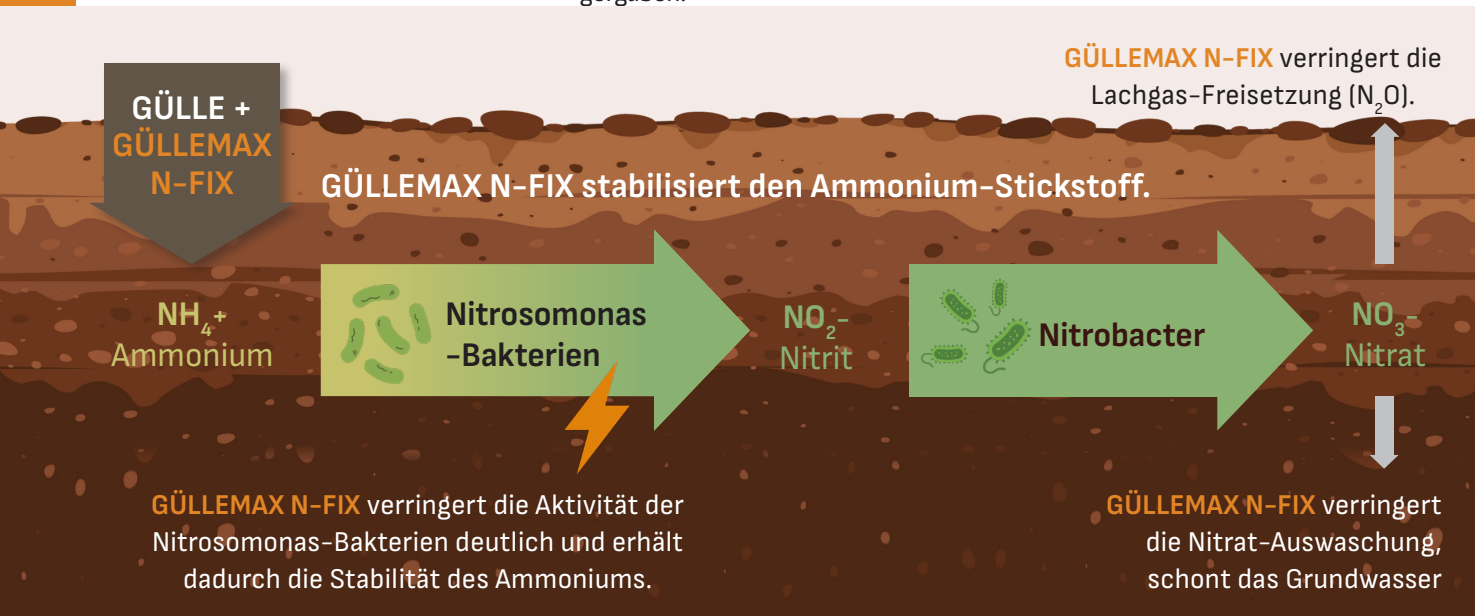 GÜLLE +
GÜLLEMAX
N-FIX
GÜLLEMAX N-FIX verringert die
Lachgas-Freisetzung (N₂O).
GÜLLEMAX N-FIX stabilisiert den Ammonium-Stickstoff.
NH₄+
Ammonium
Nitrosomonas
-Bakterien
NO₂-
Nitrit
Nitrobacter
NO₃-
Nitrat
GÜLLEMAX N-FIX verringert die Aktivität der
Nitrosomonas-Bakterien deutlich und erhält
dadurch die Stabilität des Ammoniums.
GÜLLEMAX N-FIX verringert
die Nitrat-Auswaschung,
schont das Grundwasser